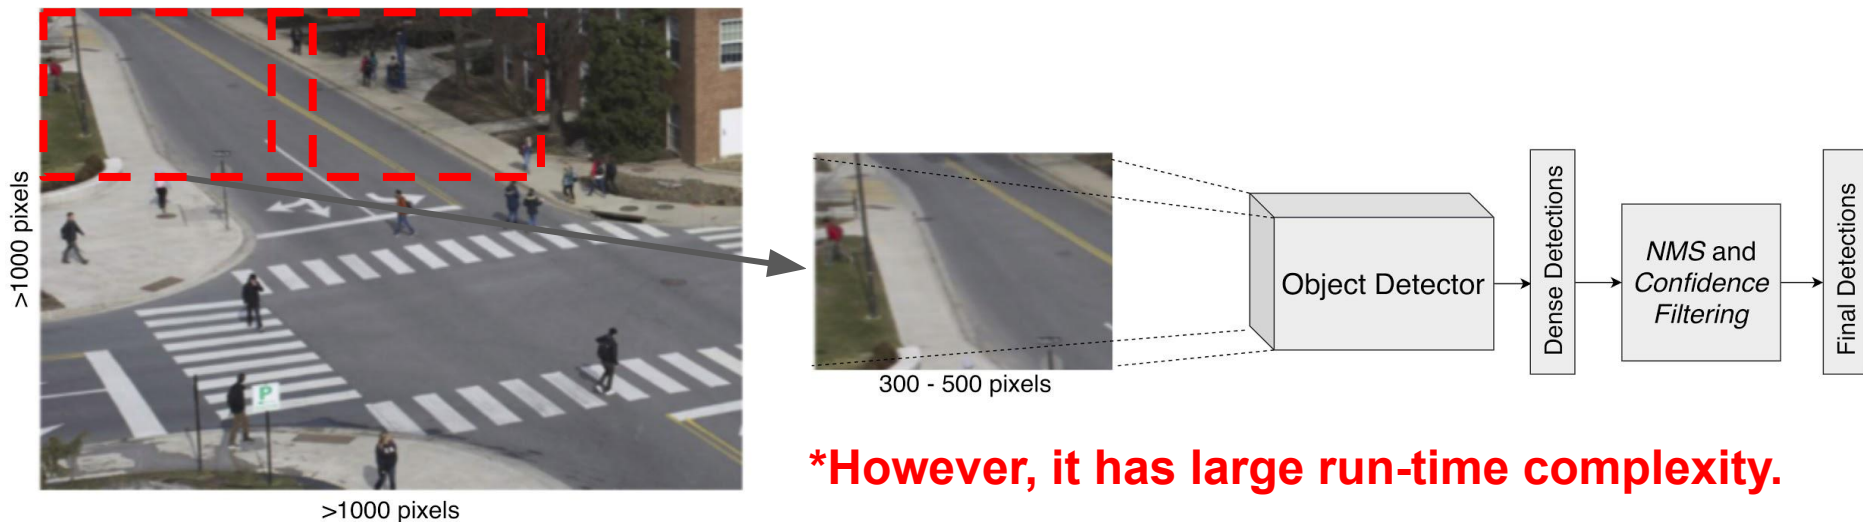 >1000 pixels
>1000 pixels
P
300 - 500 pixels
Object Detector
Dense Detections
NMS and
Confidence
Filtering
Final Detections
*However, it has large run-time complexity.